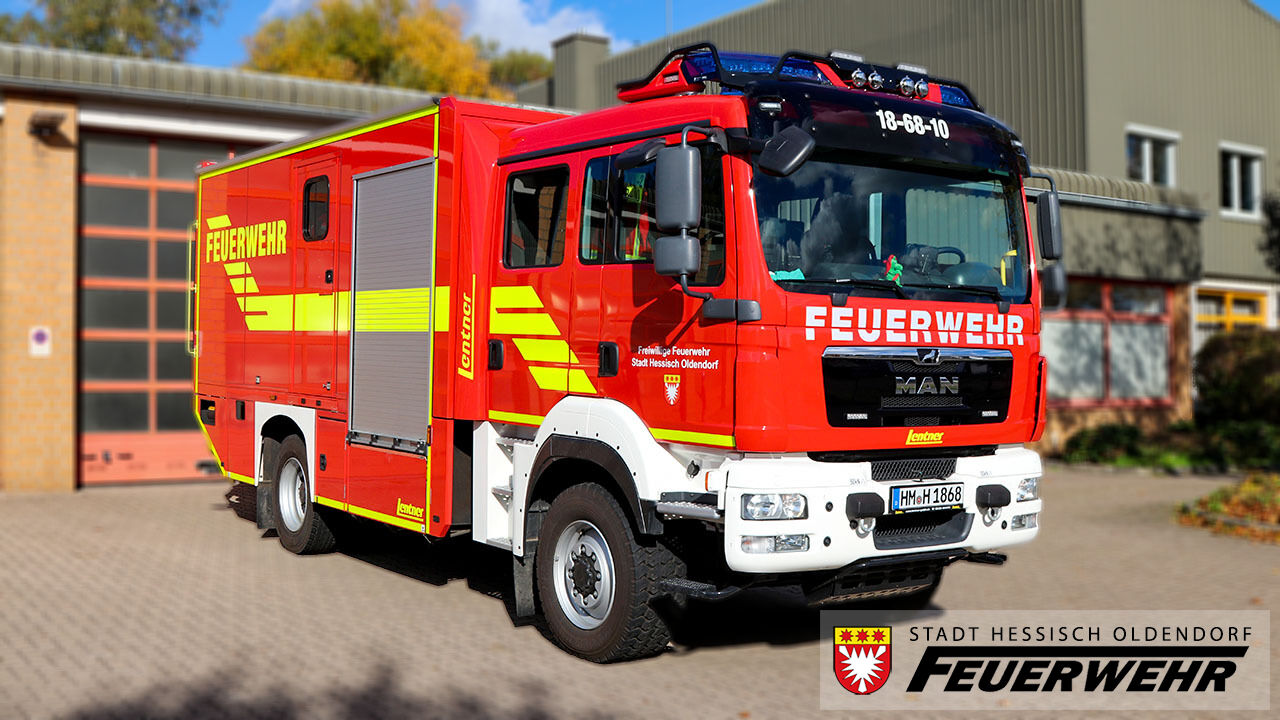 18-68-10
FEUERWEHR
FEUERWEHR
Lentner
Freiwillige Feuerwehr
Stadt Hessisch Oldendorf
MAN
Lentner
HM H 1868
Lentner
STADT HESSISCH OLDENDORF
FEUERWEHR